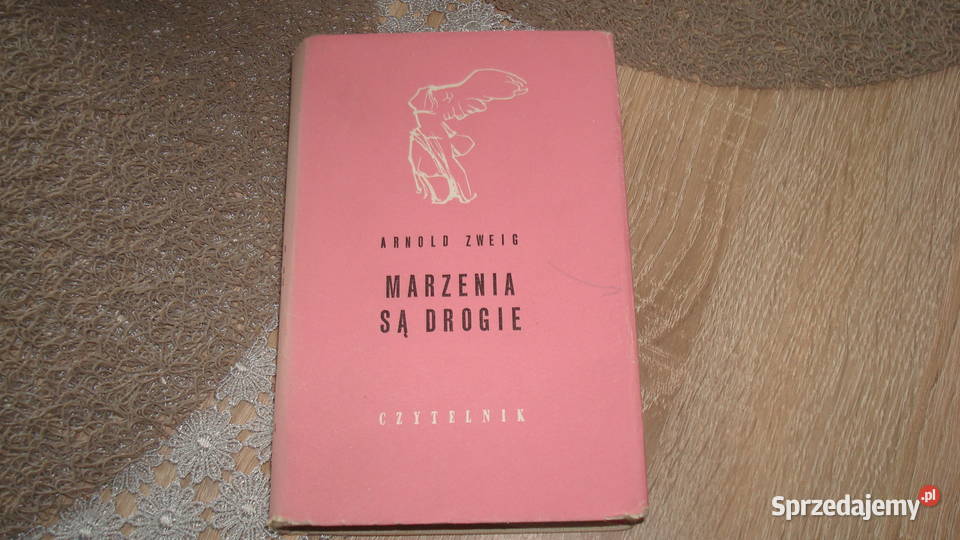 ARNOLD ZWEIG
MARZENIA
SĄ DROGIE
CZYTELNIK
Sprzedajemy.pl